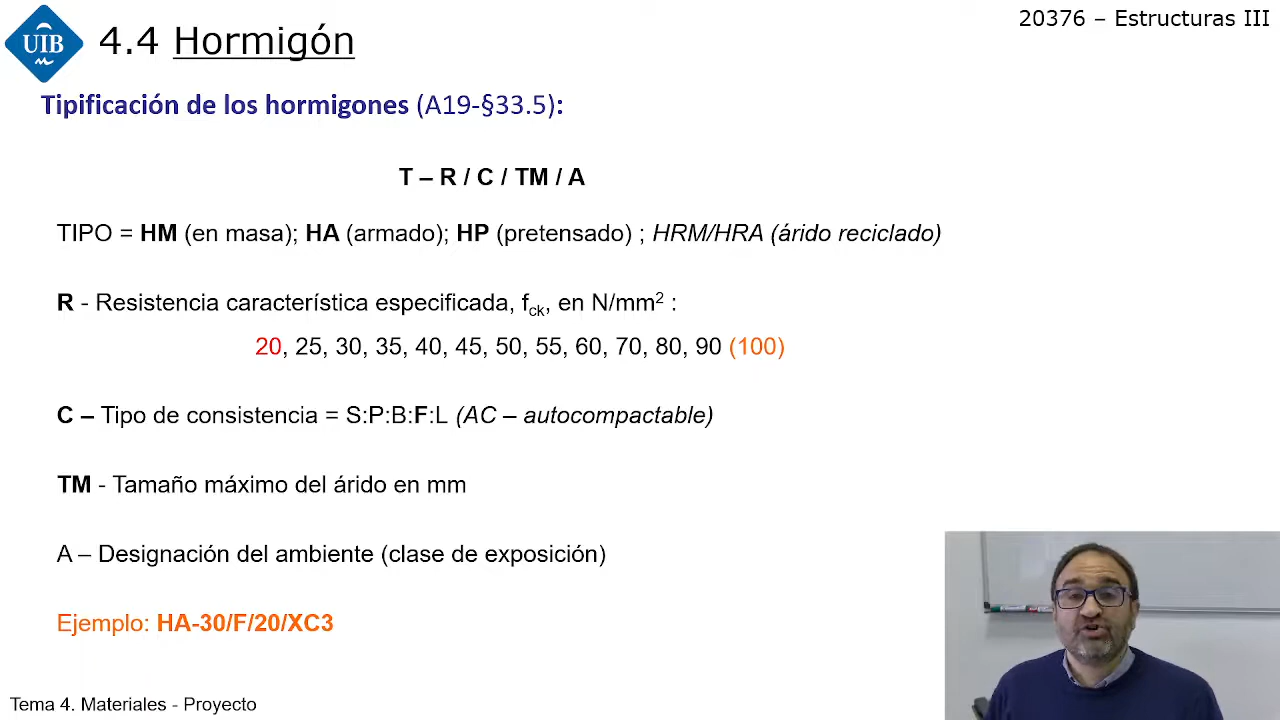 20376 – Estructuras III
UIB
4.4 Hormigón
Tipificación de los hormigones (A19-§33.5):
T – R / C / TM / A
TIPO = HM (en masa); HA (armado); HP (pretensado) ; HRM/HRA (árido reciclado)
R - Resistencia característica especificada, fck, en N/mm² :
20, 25, 30, 35, 40, 45, 50, 55, 60, 70, 80, 90 (100)
C – Tipo de consistencia = S:P:B:F:L (AC – autocompactable)
TM - Tamaño máximo del árido en mm
A – Designación del ambiente (clase de exposición)
Ejemplo: HA-30/F/20/XC3
Tema 4. Materiales - Proyecto